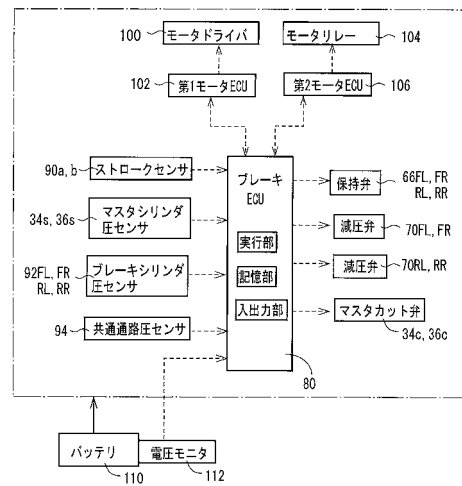 100
モータドライバ
モータリレー
104
102
第1モータECU
第2モータECU
106
90a, b
ストロークセンサ
34s, 36s
マスタシリンダ
圧センサ
92FL, FR
RL, RR
ブレーキシリンダ
圧センサ
94
共通通路圧センサ
ブレーキ
ECU
実行部
記憶部
入出力部
80
保持弁
66FL, FR
RL, RR
減圧弁
70FL, FR
減圧弁
70RL, RR
マスタカット弁
34c, 36c
バッテリ
110
電圧モニタ
112